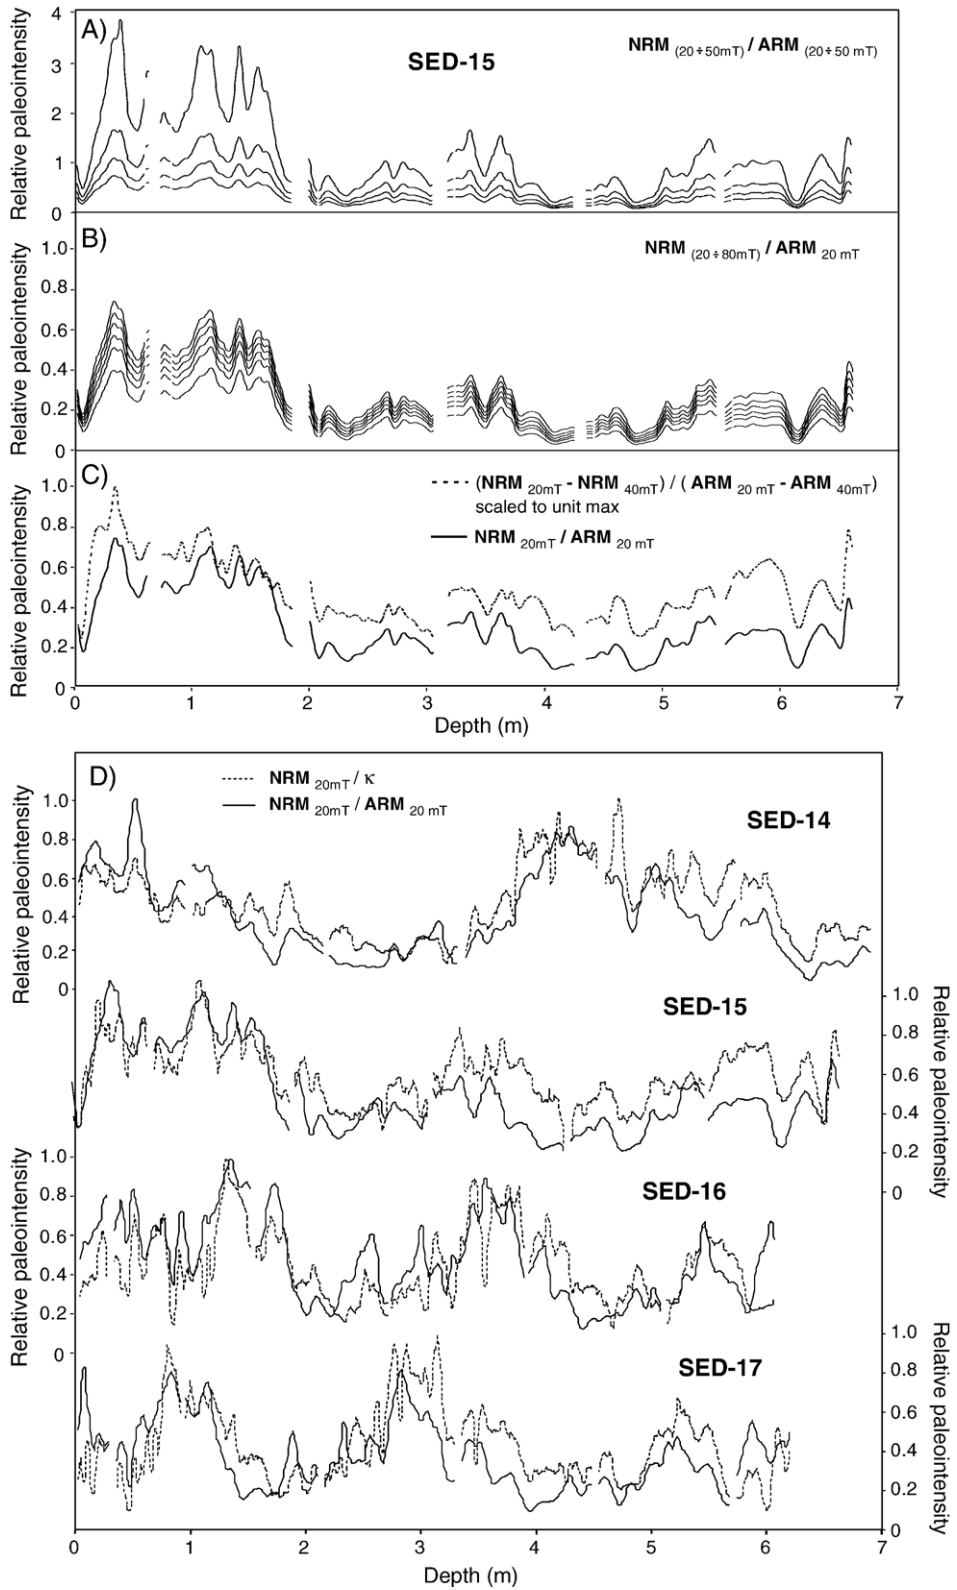 A)
SED-15
NRM (20÷50mT) / ARM (20÷50 mT)
Relative paleointensity
4
3
2
1
0
B)
NRM (20÷80mT) / ARM 20 mT
Relative paleointensity
1.0
0.8
0.6
0.4
0.2
0
C)
(NRM 20mT - NRM 40mT) / ( ARM 20 mT - ARM 40mT)
scaled to unit max
NRM 20mT / ARM 20 mT
Relative paleointensity
1.0
0.8
0.6
0.4
0.2
0
0 1 2 3 4 5 6 7
Depth (m)
D)
NRM 20mT / κ
NRM 20mT / ARM 20 mT
SED-14
Relative paleointensity
1.0
0.8
0.6
0.4
0.2
0
SED-15
Relative paleointensity
1.0
0.8
0.6
0.4
0.2
0
SED-16
Relative paleointensity
1.0
0.8
0.6
0.4
0.2
0
SED-17
Relative paleointensity
1.0
0.8
0.6
0.4
0.2
0
0 1 2 3 4 5 6 7
Depth (m)